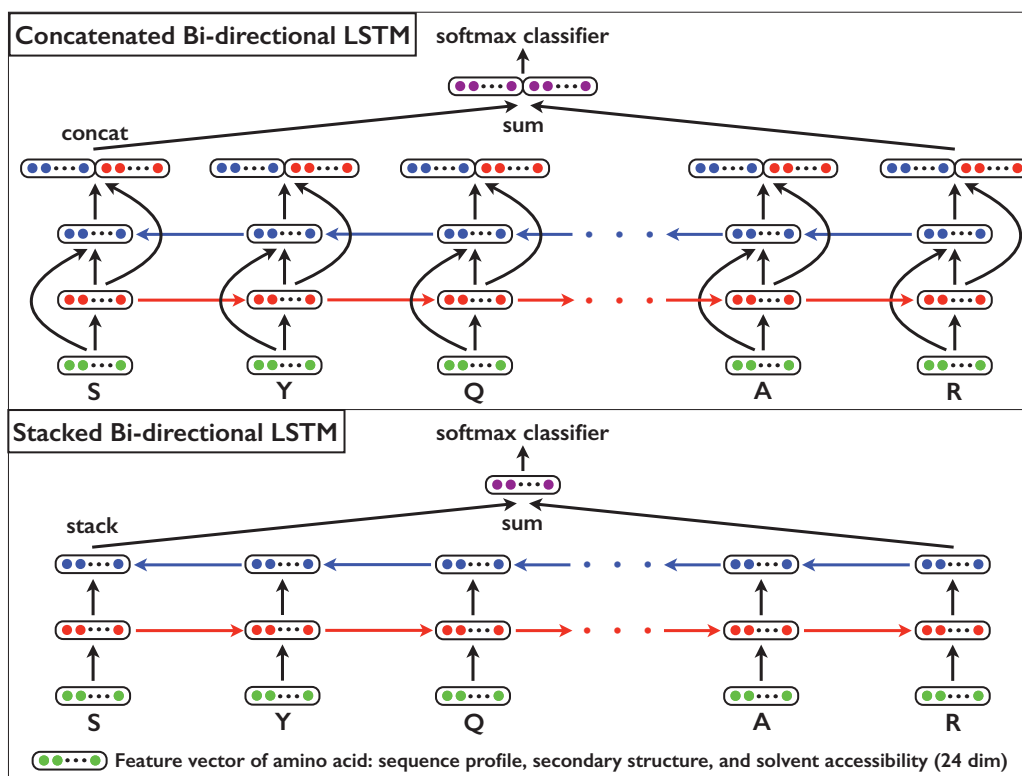 Concatenated Bi-directional LSTM
softmax classifier
concat
sum
S Y Q A R
Stacked Bi-directional LSTM
softmax classifier
stack
sum
S Y Q A R
Feature vector of amino acid: sequence profile, secondary structure, and solvent accessibility (24 dim)